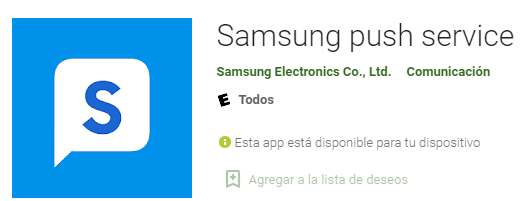 S
Samsung push service
Samsung Electronics Co., Ltd. Comunicación
E Todos
Esta app está disponible para tu dispositivo
Agregar a la lista de deseos